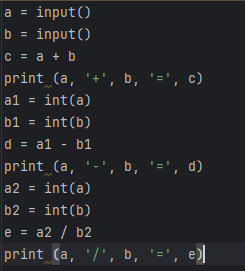 a = input()
b = input()
c = a + b
print (a, '+', b, '=', c)
a1 = int(a)
b1 = int(b)
d = a1 - b1
print (a, '-', b, '=', d)
a2 = int(a)
b2 = int(b)
e = a2 / b2
print (a, '/', b, '=', e)